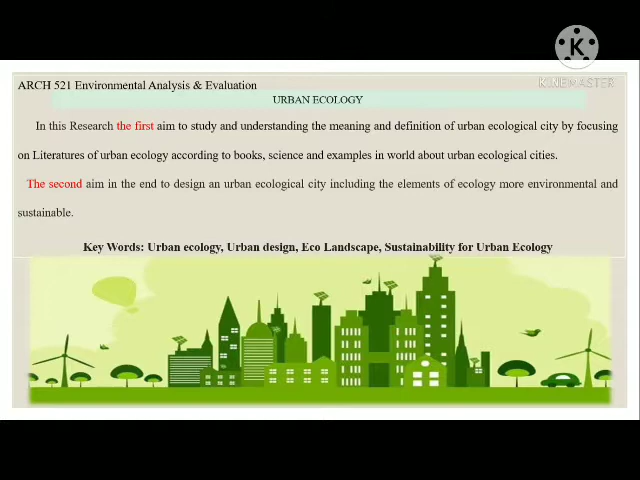 K
KINEMASTER
ARCH 521 Environmental Analysis & Evaluation
URBAN ECOLOGY
In this Research the first aim to study and understanding the meaning and definition of urban ecological city by focusing
on Literatures of urban ecology according to books, science and examples in world about urban ecological cities.
The second aim in the end to design an urban ecological city including the elements of ecology more environmental and
sustainable.
Key Words: Urban ecology, Urban design, Eco Landscape, Sustainability for Urban Ecology